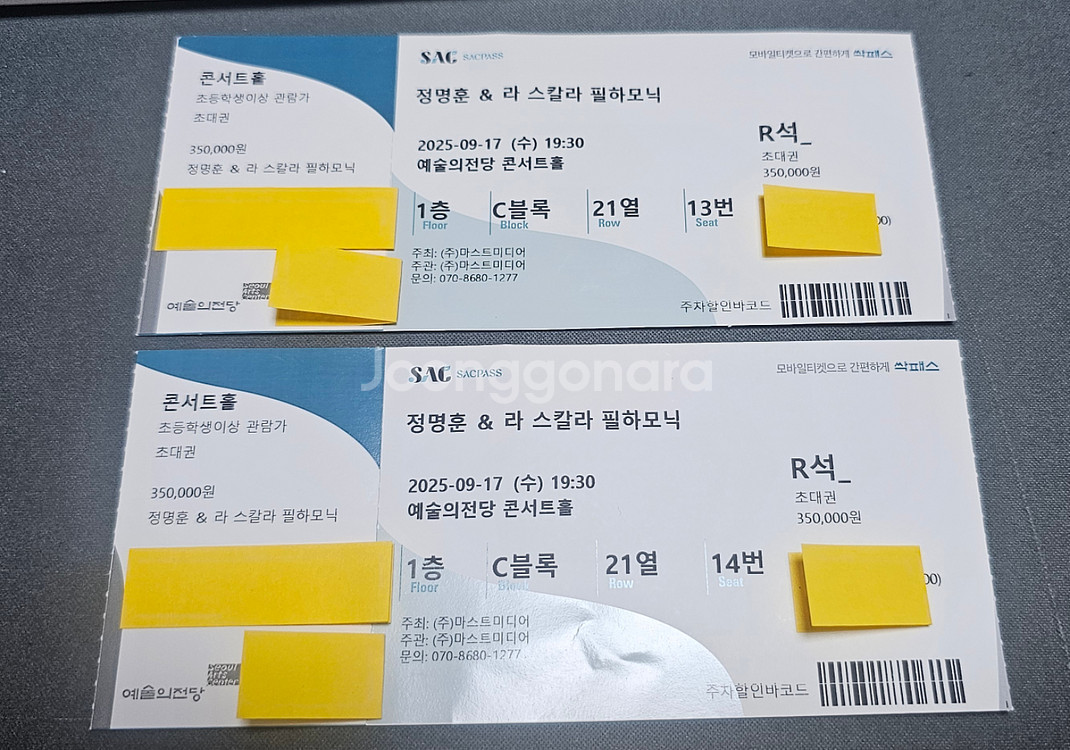 콘서트홀
초등학생이상 관람가
초대권
350,000원
정명훈 & 라 스칼라 필하모닉
Seoul
Arts
Center
예술의전당
SAC SACPASS
모바일티켓으로 간편하게 싹패스
정명훈 & 라 스칼라 필하모닉
2025-09-17 (수) 19:30
예술의전당 콘서트홀
R석_
초대권
350,000원
00)
1층 C블록 21열 13번
Floor Block Row Seat
주최: (주)마스트미디어
주관: (주)마스트미디어
문의: 070-8680-1277
주차할인바코드
Joonggonara
콘서트홀
초등학생이상 관람가
초대권
350,000원
정명훈 & 라 스칼라 필하모닉
Seoul
Arts
Center
예술의전당
SAC SACPASS
모바일티켓으로 간편하게 싹패스
정명훈 & 라 스칼라 필하모닉
2025-09-17 (수) 19:30
예술의전당 콘서트홀
R석_
초대권
350,000원
00)
1층 C블록 21열 14번
Floor Block Row Seat
주최: (주)마스트미디어
주관: (주)마스트미디어
문의: 070-8680-1277
주차할인바코드